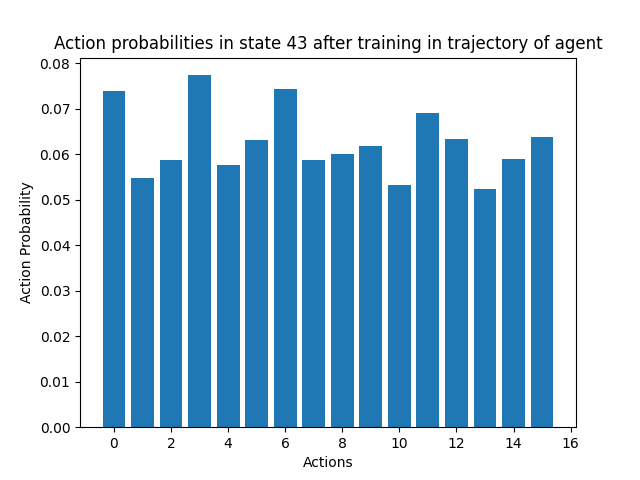 Action probabilities in state 43 after training in trajectory of agent
0.08
0.07
0.06
0.05
0.04
0.03
0.02
0.01
0.00
Action Probability
0 2 4 6 8 10 12 14 16
Actions